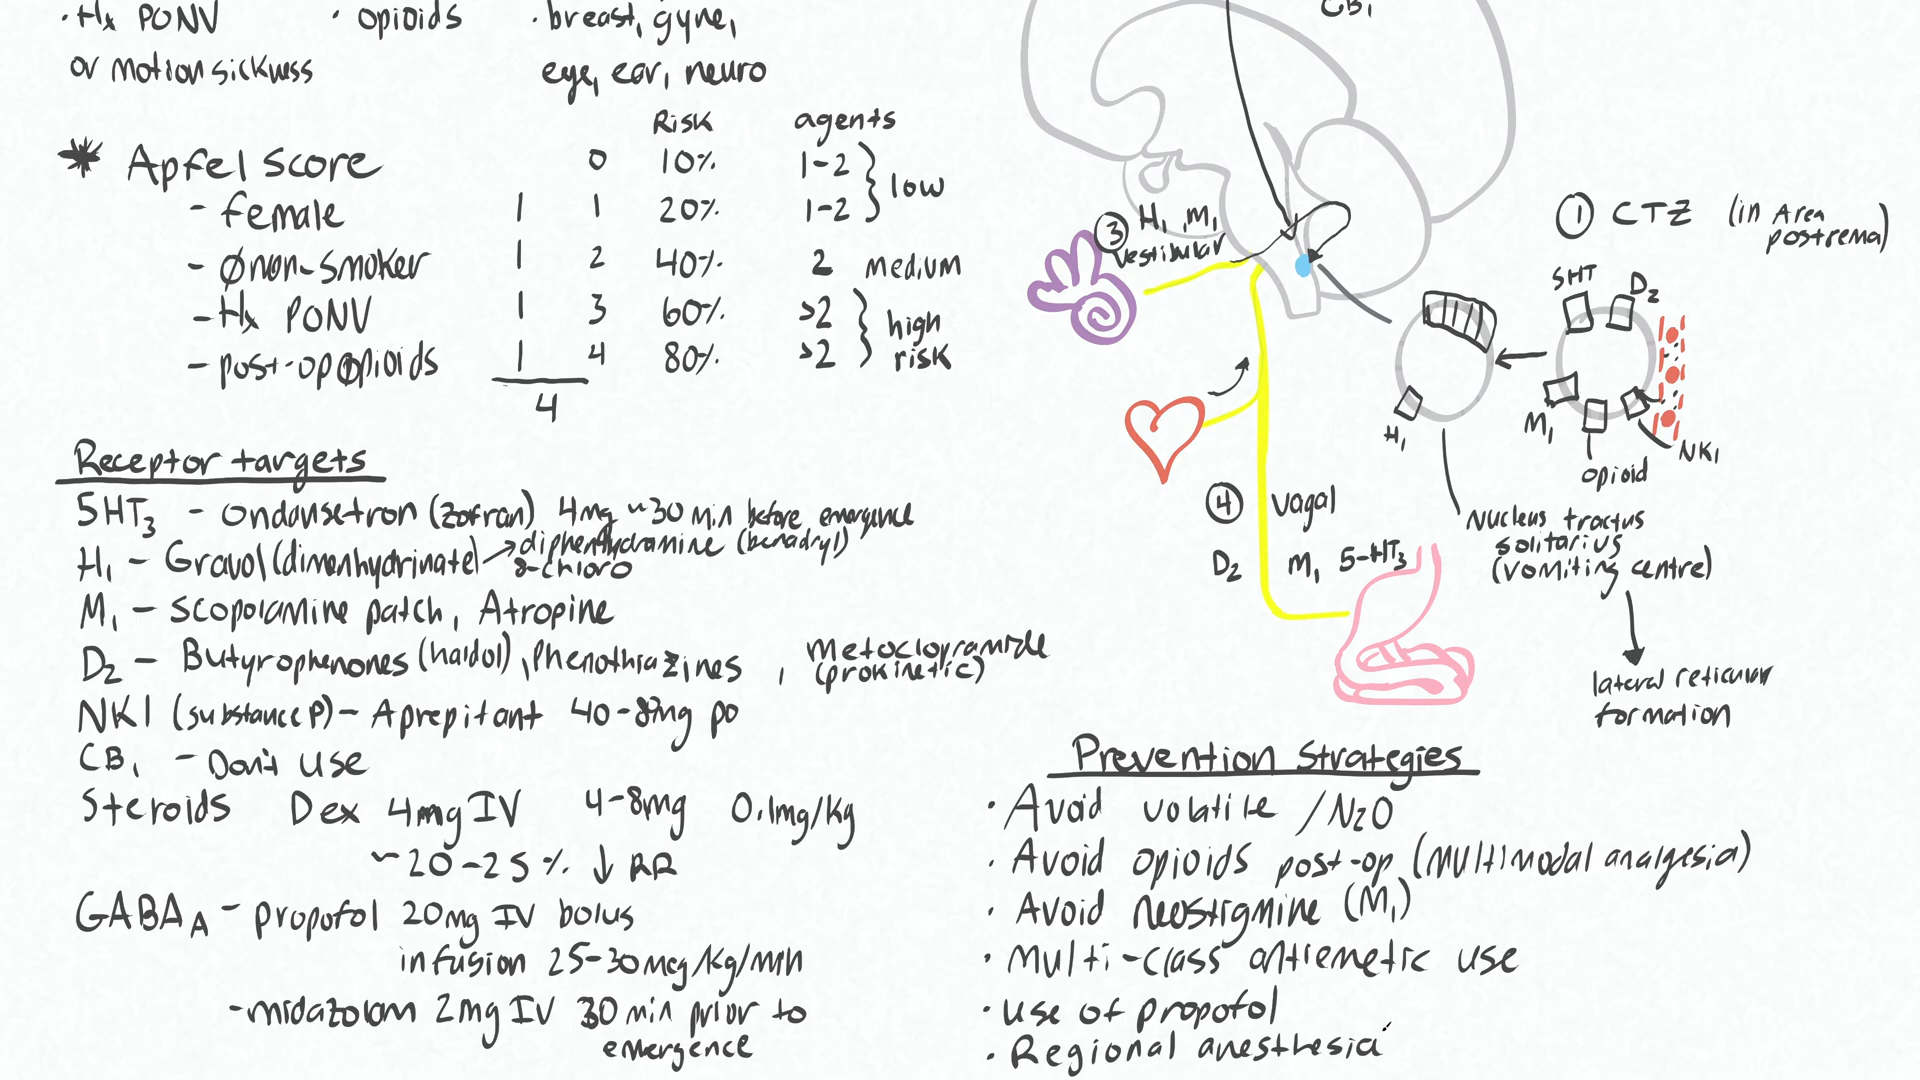 · Hx PONV · opioids · breast, gyne,
or motion sickness eye, ear, neuro
Risk agents
* Apfel Score 0 10% 1-2 } low
- female 1 1 20% 1-2
- Ønon-smoker 1 2 40% 2 medium
- Hx PONV 1 3 60% >2 } high
- post-op opioids 1 4 80% >2 risk
4
Receptor targets
5HT3 - ondansetron (zofran) 4mg ~30 min before emergence
H1 - Gravol (dimenhydrinate) → diphenhydramine (benadryl)
8-chloro
M1 - scopolamine patch, Atropine
D2 - Butyrophenones (haldol), Phenothiazines, metoclopramide
(prokinetic)
NK1 (substance P) - Aprepitant 40-80mg po
CB1 - Don't use
Steroids Dex 4mg IV 4-8mg 0.1mg/kg
~20-25% ↓ RR
GABAA - propofol 20mg IV bolus
infusion 25-30mcg/kg/min
- midazolam 2mg IV 30 min prior to
emergence
CB1
③ H1, M1
Vestibular
① CTZ (in Area
postrema)
5HT D2
M1
opioid
NK1
H1
Nucleus tractus
solitarius
(vomiting centre)
lateral reticular
formation
④ Vagal
D2 M1 5-HT3
Prevention Strategies
· Avoid volatile / N2O
· Avoid opioids post-op (multimodal analgesia)
· Avoid neostigmine (M1)
· Multi-class antiemetic use
· use of propofol
· Regional anesthesia